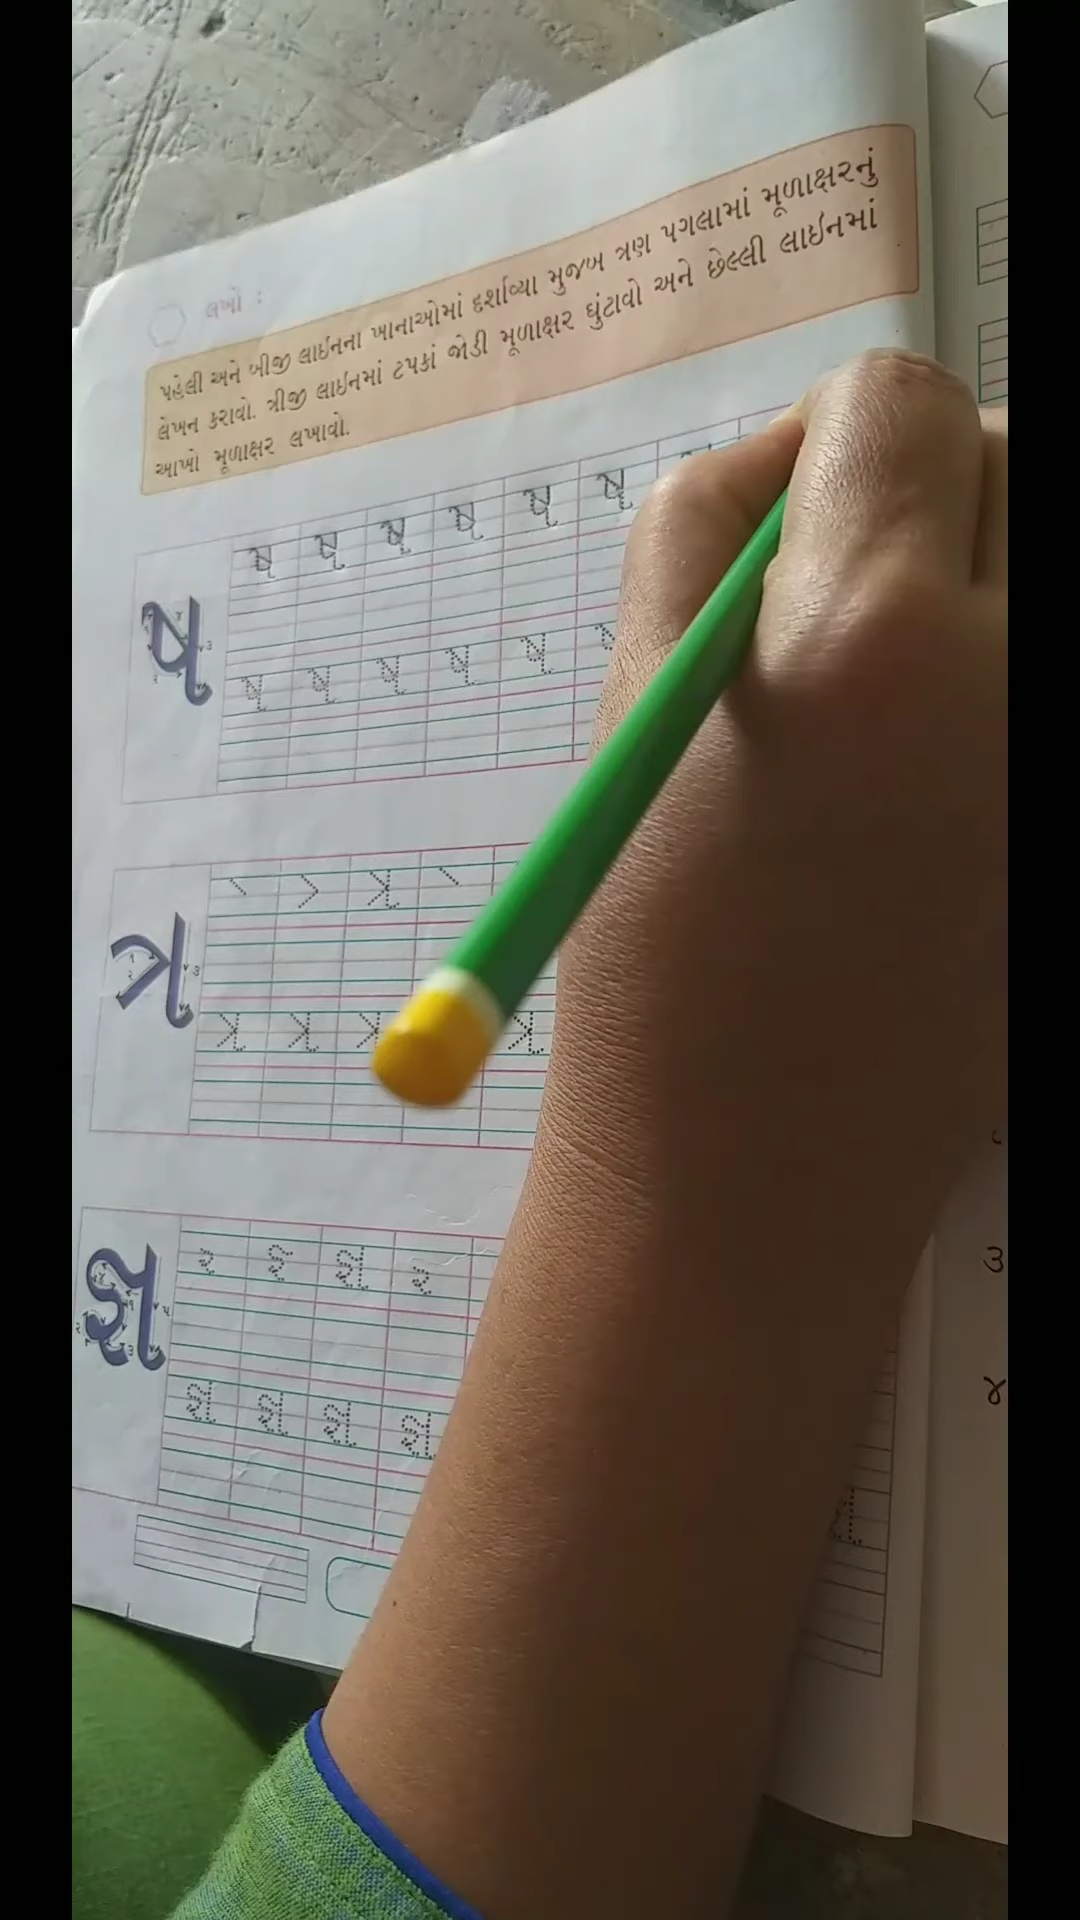 લખો :
પહેલી અને બીજી લાઇનના ખાનાઓમાં દર્શાવ્યા મુજબ ત્રણ પગલામાં મૂળાક્ષરનું
લેખન કરાવો. ત્રીજી લાઇનમાં ટપકાં જોડી મૂળાક્ષર ઘુંટાવો અને છેલ્લી લાઇનમાં
આખો મૂળાક્ષર લખાવો.
ષ ષ ષ ષ ષ ષ
ષ
ષ ષ ષ ષ ષ
ત્ર
ત્ર
ત્ર ત્ર ત્ર ત્ર
ર ક્ષ ર
ક્ષ
ક્ષ ક્ષ ક્ષ ક્ષ